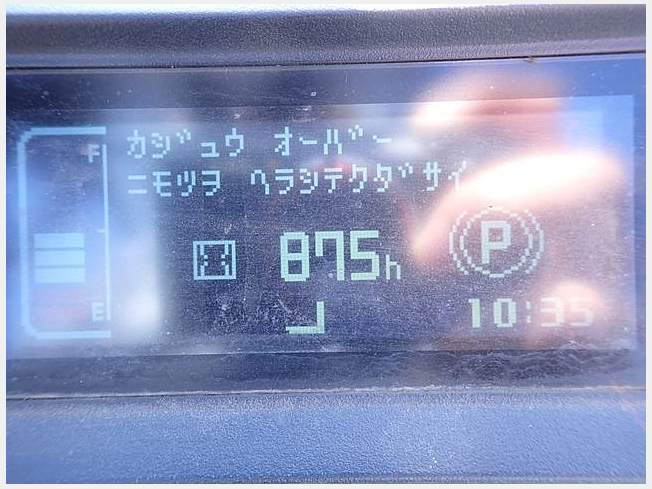 カジュウ オーバー
ニモツヲ ヘラシテクダサイ
F
875h
P
E
10:35